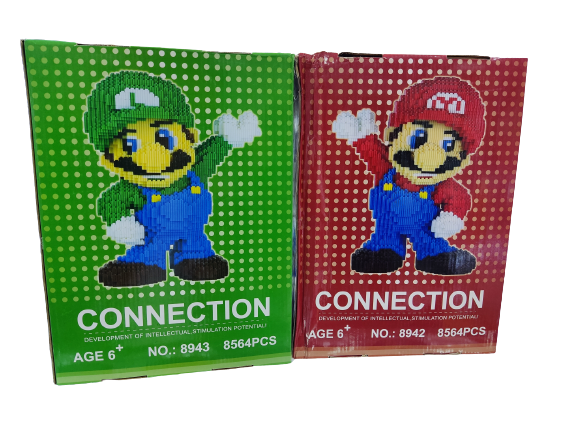 L
CONNECTION
DEVELOPMENT OF INTELLECTUAL,STIMULATION POTENTIAL!
AGE 6+ NO.: 8943 8564PCS
M
CONNECTION
DEVELOPMENT OF INTELLECTUAL,STIMULATION POTENTIAL!
AGE 6+ NO.: 8942 8564PCS